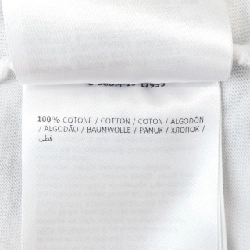 100% COTONE / COTTON / COTON / ALGODÓN
/ ALGODÃO / BAUMWOLLE / PAMUK / ХЛОПОК /
قطن